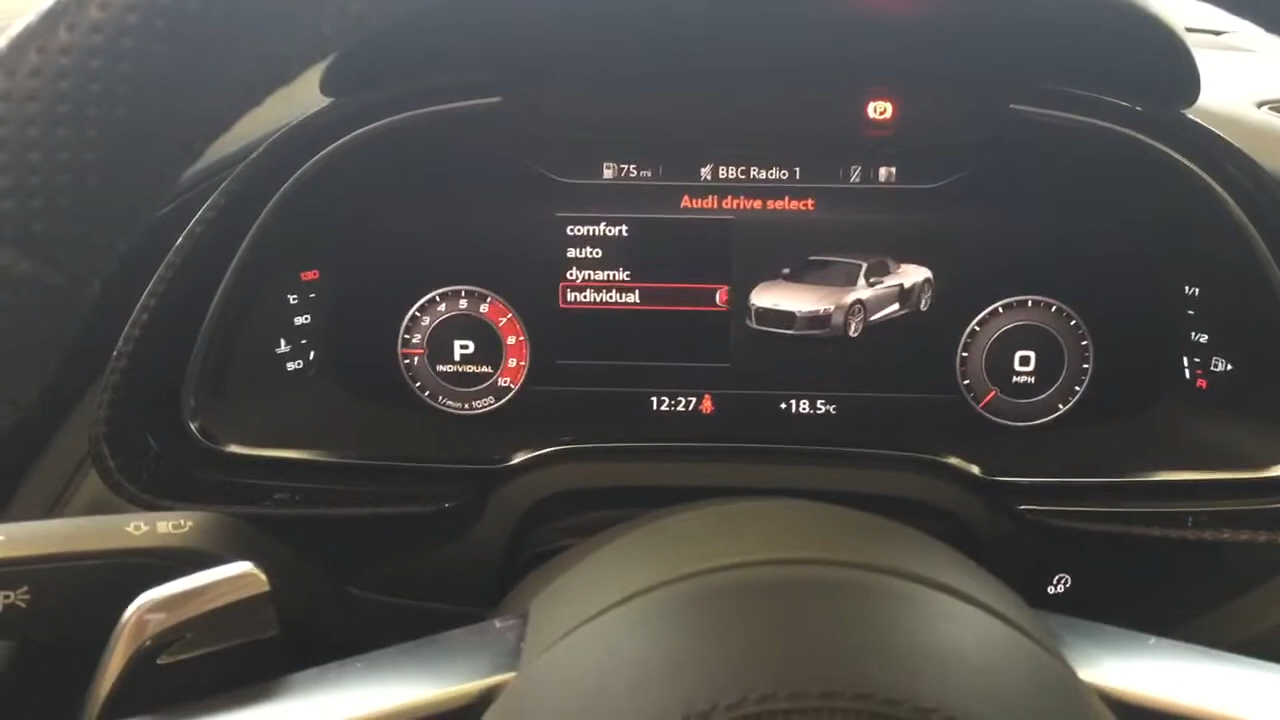 P
75 mi
BBC Radio 1
Audi drive select
comfort
auto
dynamic
individual
130
°C
90
50
1 2 3 4 5 6 7 8 9 10
P
INDIVIDUAL
1/min x 1000
0
MPH
1/1
1/2
R
12:27
+18.5°C
P
0.0